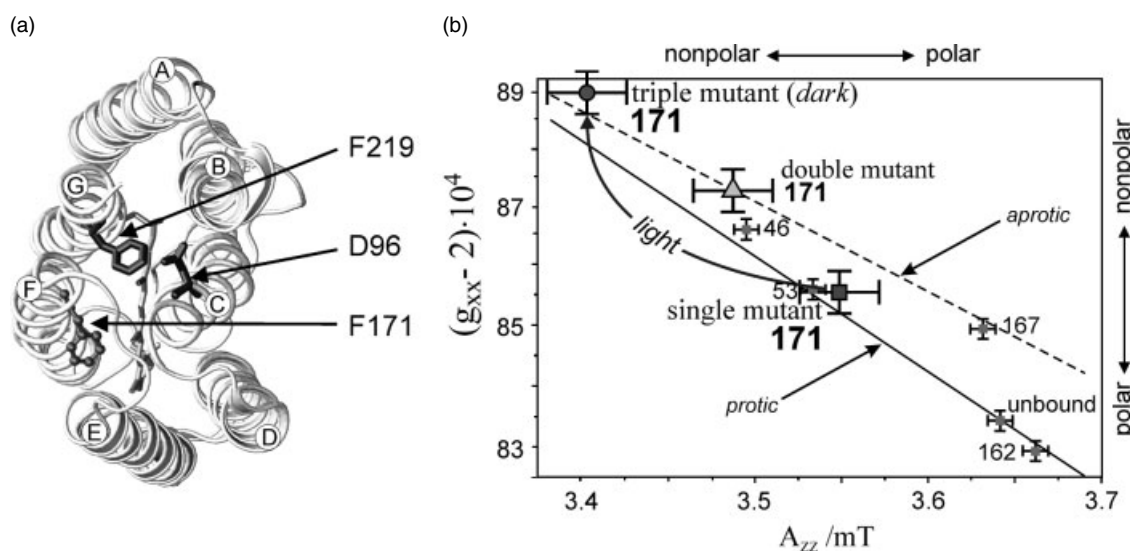 (a)
A
B
G
F
C
E
D
F219
D96
F171
(b)
nonpolar
polar
89
87
85
83
(gxx- 2)·10⁴
triple mutant (dark)
171
double mutant
171
46
light
aprotic
53
single mutant
171
167
protic
unbound
162
nonpolar
polar
3.4
3.5
3.6
3.7
Azz /mT